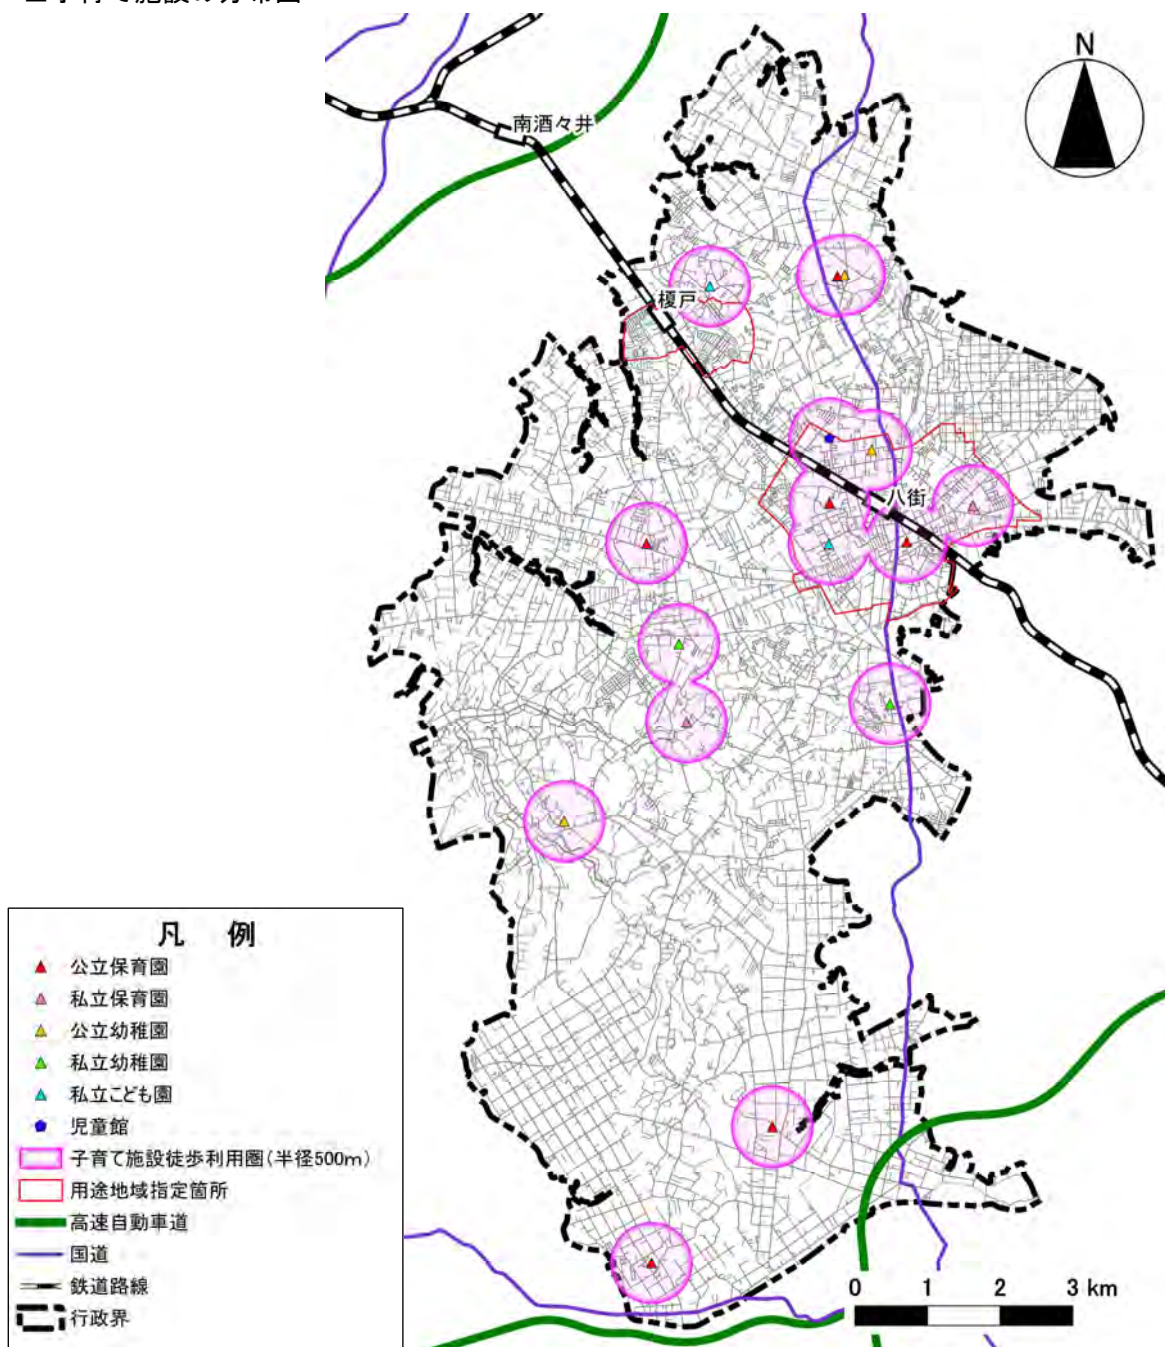 南酒々井
N
榎戸
八街
凡 例
公立保育園
私立保育園
公立幼稚園
私立幼稚園
私立こども園
児童館
子育て施設徒歩利用圏(半径500m)
用途地域指定箇所
高速自動車道
国道
鉄道路線
行政界
0 1 2 3 km